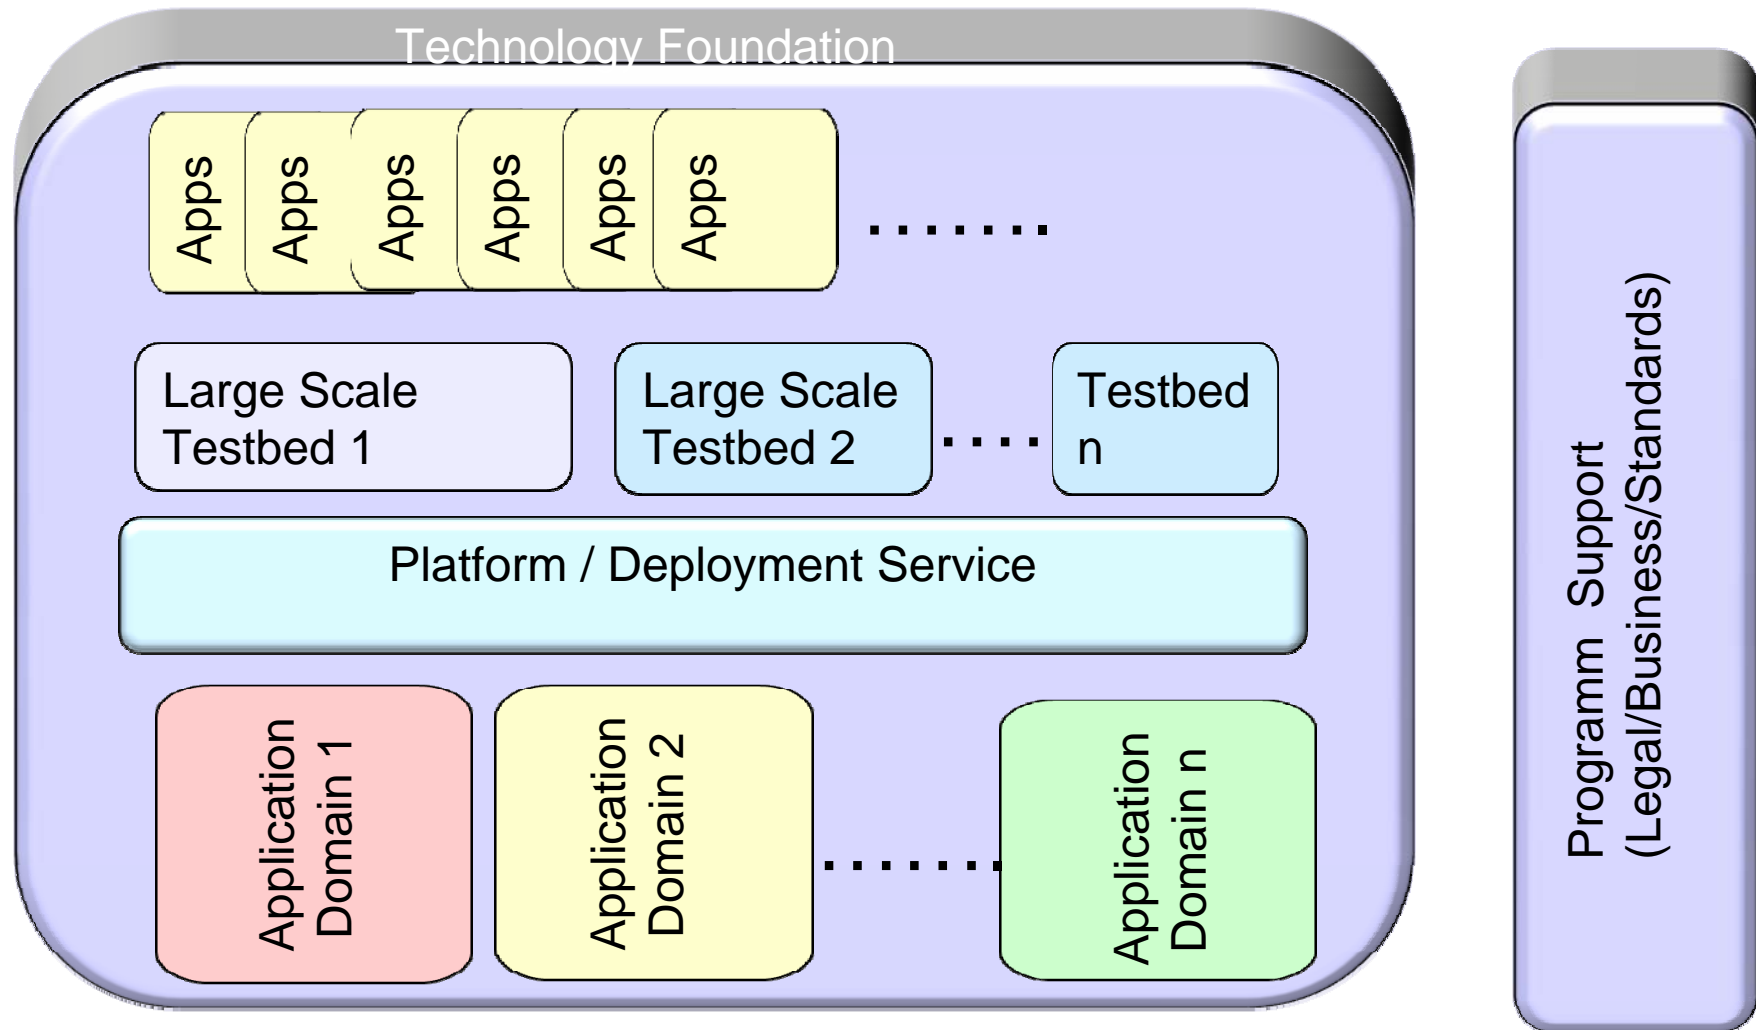 Technology Foundation
Apps
Apps
Apps
Apps
Apps
Apps
.......
Large Scale
Testbed 1
Large Scale
Testbed 2
....
Testbed
n
Platform / Deployment Service
Application
Domain 1
Application
Domain 2
.......
Application
Domain n
Programm Support
(Legal/Business/Standards)